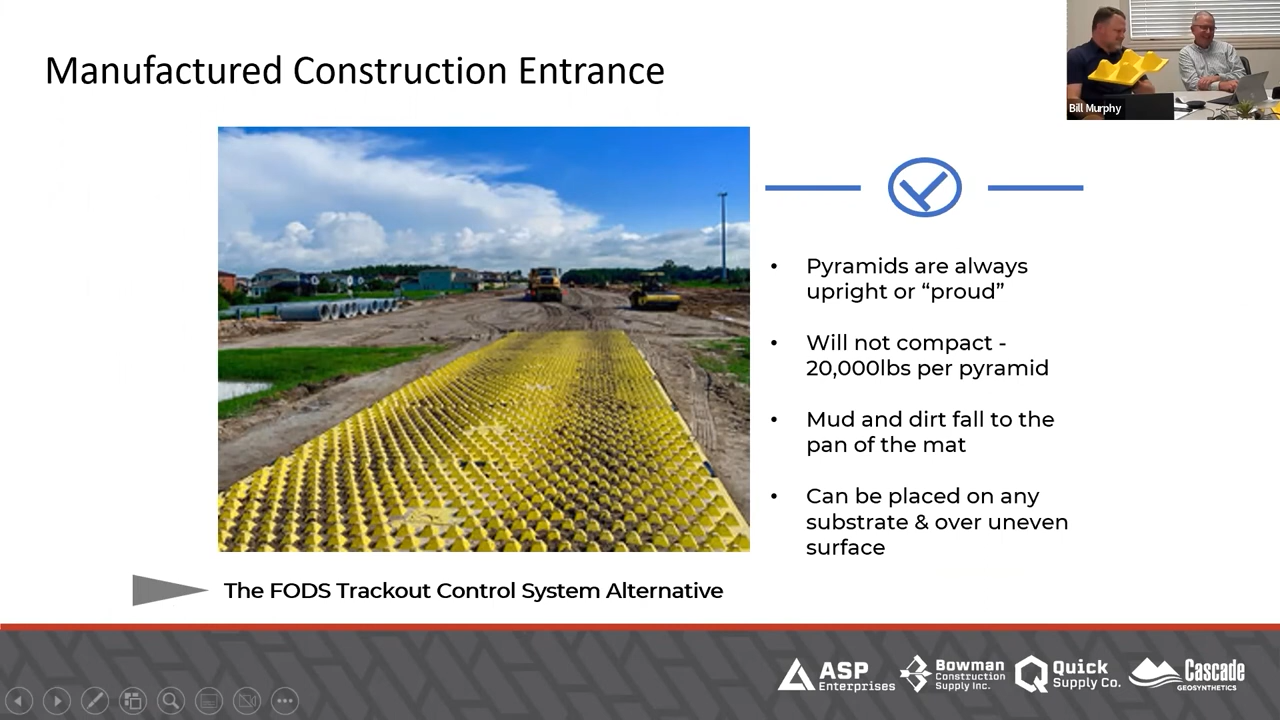 Manufactured Construction Entrance
Bill Murphy
• Pyramids are always
upright or “proud”
• Will not compact -
20,000lbs per pyramid
• Mud and dirt fall to the
pan of the mat
• Can be placed on any
substrate & over uneven
surface
The FODS Trackout Control System Alternative
ASP
Enterprises
Bowman
Construction
Supply Inc.
Quick
Supply Co.
Cascade
GEOSYNTHETICS